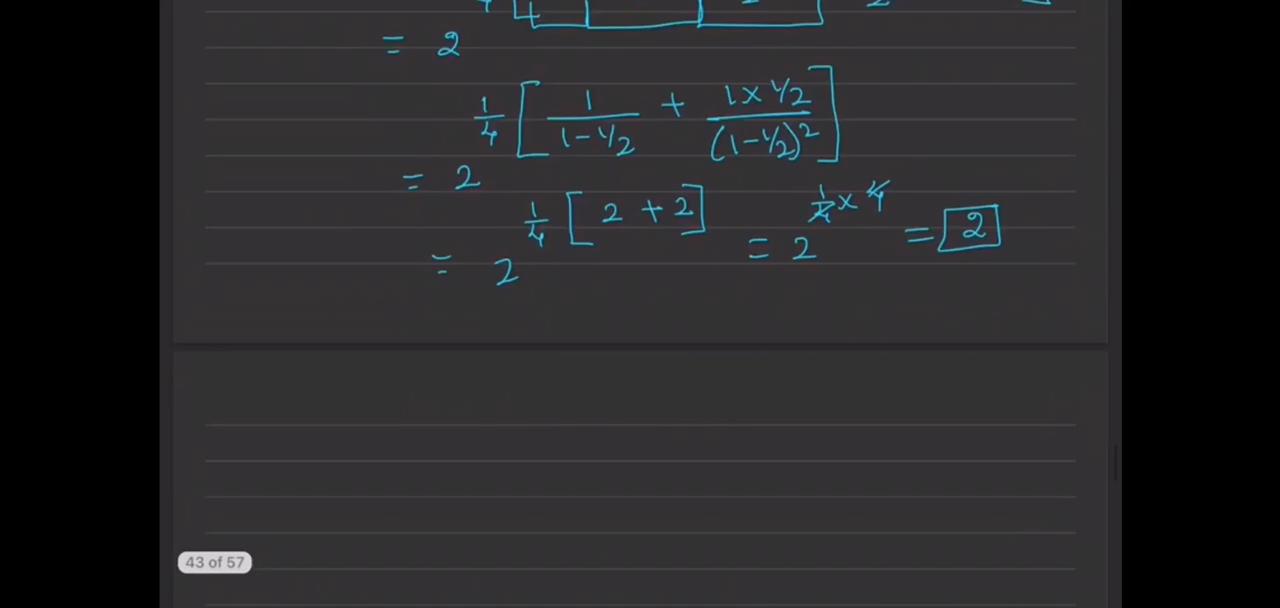 = 2
1/4 [ 1/(1-1/2) + (1×1/2)/(1-1/2)² ]
= 2
1/4 [ 2 + 2 ] 1/4 × 4
= 2 = 2 = 2
43 of 57